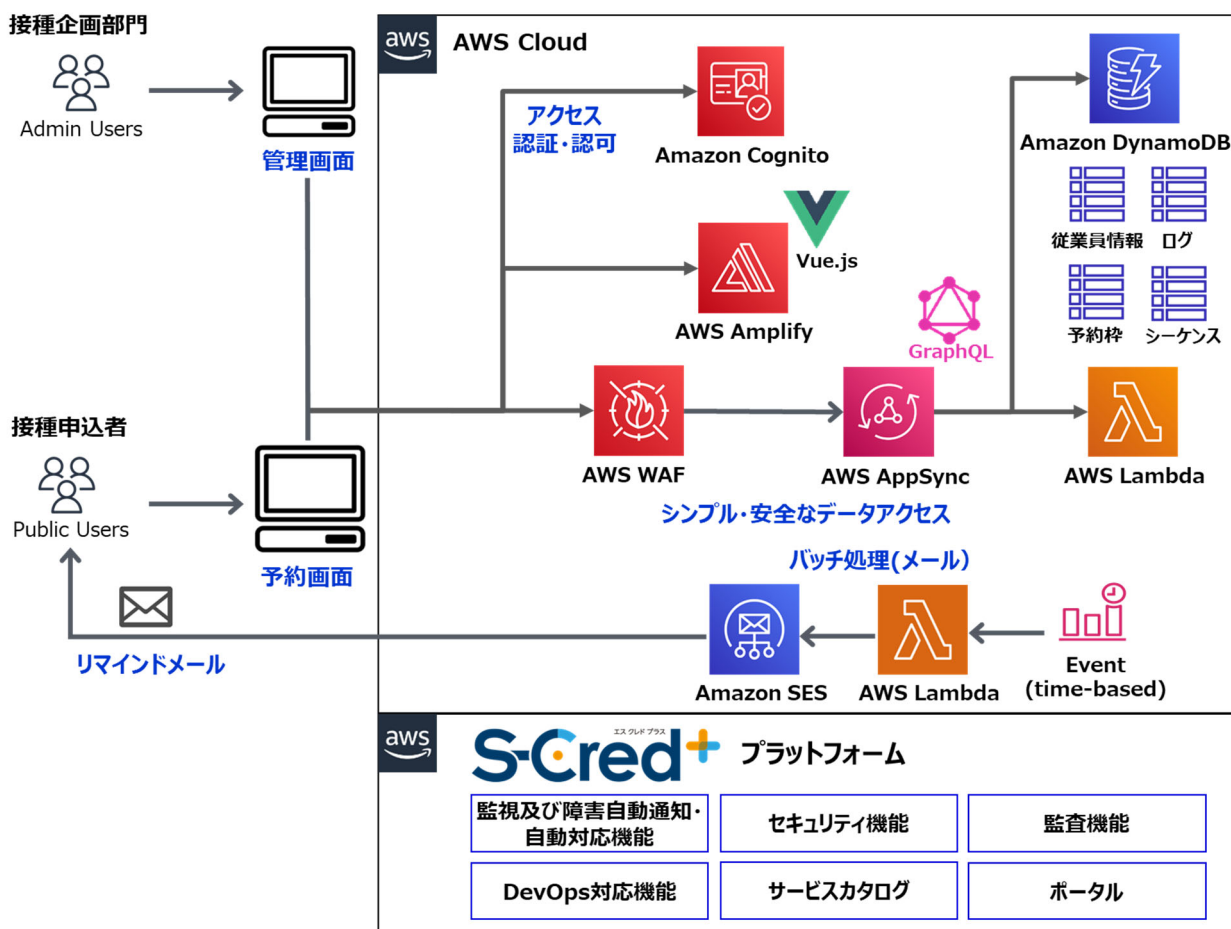 接種企画部門
Admin Users
管理画面
接種申込者
Public Users
予約画面
リマインドメール
aws
AWS Cloud
アクセス
認証・認可
Amazon Cognito
Vue.js
AWS Amplify
GraphQL
Amazon DynamoDB
従業員情報
ログ
予約枠
シーケンス
AWS WAF
AWS AppSync
AWS Lambda
シンプル・安全なデータアクセス
バッチ処理(メール）
Amazon SES
AWS Lambda
Event
(time-based)
aws
エス クレド プラス
S-Cred+ プラットフォーム
監視及び障害自動通知・
自動対応機能
セキュリティ機能
監査機能
DevOps対応機能
サービスカタログ
ポータル